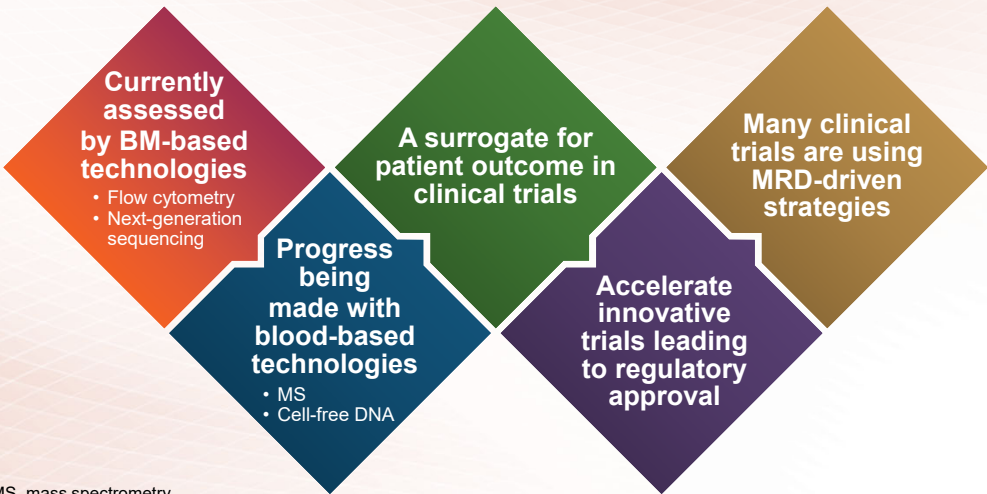 Currently
assessed
by BM-based
technologies
• Flow cytometry
• Next-generation
sequencing
Progress
being
made with
blood-based
technologies
• MS
• Cell-free DNA
A surrogate for
patient outcome in
clinical trials
Accelerate
innovative
trials leading
to regulatory
approval
Many clinical
trials are using
MRD-driven
strategies
MS, mass spectrometry